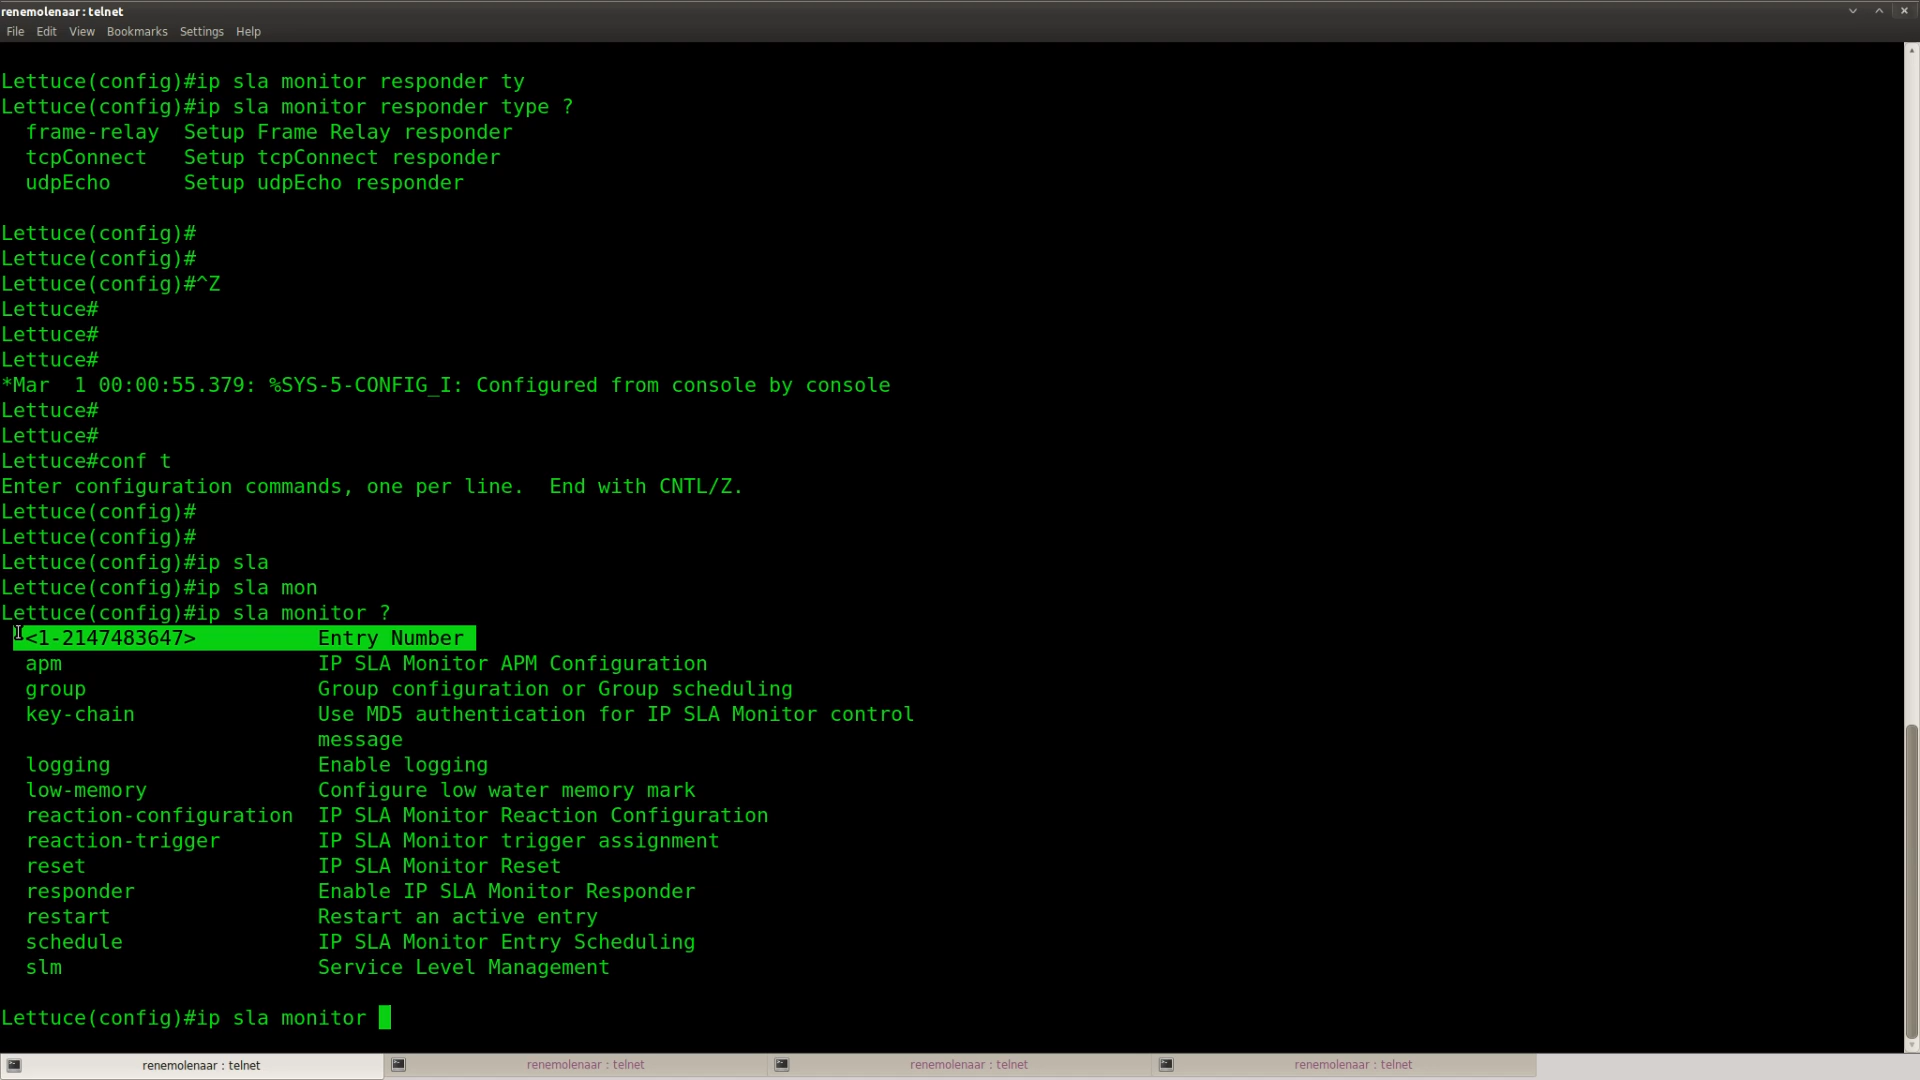 renemolenaar : telnet
File Edit View Bookmarks Settings Help
Lettuce(config)#ip sla monitor responder ty
Lettuce(config)#ip sla monitor responder type ?
  frame-relay  Setup Frame Relay responder
  tcpConnect   Setup tcpConnect responder
  udpEcho      Setup udpEcho responder
Lettuce(config)#
Lettuce(config)#
Lettuce(config)#^Z
Lettuce#
Lettuce#
Lettuce#
*Mar  1 00:00:55.379: %SYS-5-CONFIG_I: Configured from console by console
Lettuce#
Lettuce#
Lettuce#conf t
Enter configuration commands, one per line.  End with CNTL/Z.
Lettuce(config)#
Lettuce(config)#
Lettuce(config)#ip sla
Lettuce(config)#ip sla mon
Lettuce(config)#ip sla monitor ?
  <1-2147483647>          Entry Number
  apm                     IP SLA Monitor APM Configuration
  group                   Group configuration or Group scheduling
  key-chain               Use MD5 authentication for IP SLA Monitor control
                          message
  logging                 Enable logging
  low-memory              Configure low water memory mark
  reaction-configuration  IP SLA Monitor Reaction Configuration
  reaction-trigger        IP SLA Monitor trigger assignment
  reset                   IP SLA Monitor Reset
  responder               Enable IP SLA Monitor Responder
  restart                 Restart an active entry
  schedule                IP SLA Monitor Entry Scheduling
  slm                     Service Level Management
Lettuce(config)#ip sla monitor
renemolenaar : telnet renemolenaar : telnet renemolenaar : telnet renemolenaar : telnet